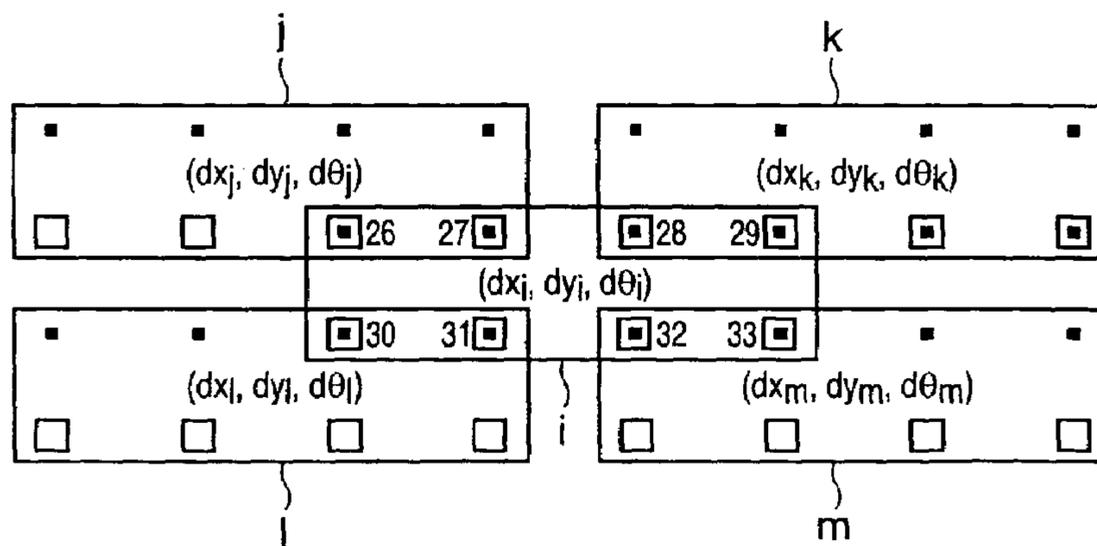 j
k
(dxj, dyj, dθj)
(dxk, dyk, dθk)
26 27 28 29
(dxi, dyi, dθi)
30 31 32 33
(dxl, dyl, dθl)
(dxm, dym, dθm)
i
l
m